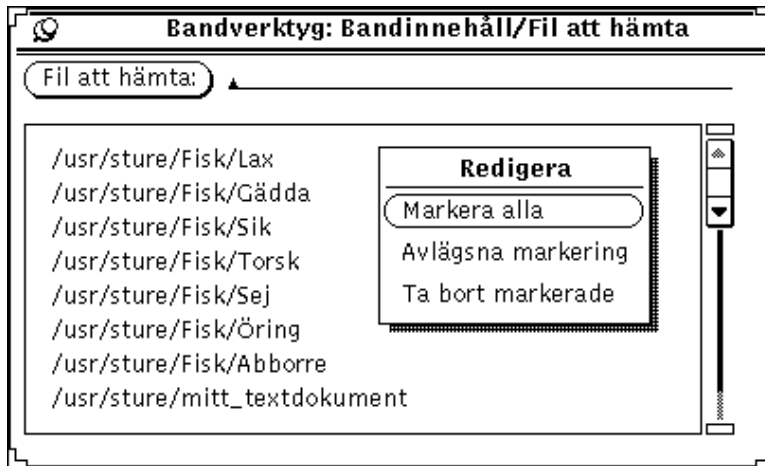 Bandverktyg: Bandinnehåll/Fil att hämta
Fil att hämta:
/usr/sture/Fisk/Lax
/usr/sture/Fisk/Gädda
/usr/sture/Fisk/Sik
/usr/sture/Fisk/Torsk
/usr/sture/Fisk/Sej
/usr/sture/Fisk/Öring
/usr/sture/Fisk/Abborre
/usr/sture/mitt_textdokument
Redigera
Markera alla
Avlägsna markering
Ta bort markerade